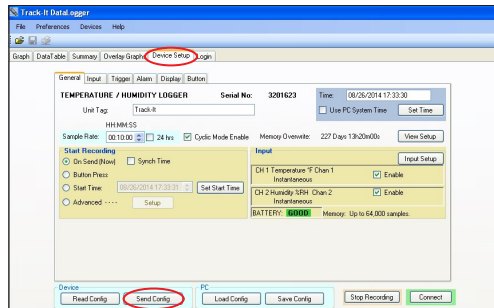 Track-It DataLogger
File Preferences Devices Help
Graph DataTable Summary Overlay Graphs Device Setup Login
General Input Trigger Alarm Display Button
TEMPERATURE / HUMIDITY LOGGER Serial No: 3201623 Time: 08/26/2014 17:33:30
Unit Tag: Track-It Use PC System Time Set Time
HH:MM:SS
Sample Rate: 00:10:00 24 hrs Cyclic Mode Enable Memory Overwrite: 227 Days 13h20m00s View Setup
Start Recording Input
On Send (Now) Synch Time Input Setup
Button Press CH 1 Temperature °F Chan 1 Enable
Instantaneous
Start Time: 08/26/2014 17:33:31 Set Start Time CH 2 Humidity %RH Chan 2 Enable
Instantaneous
Advanced - - - - Setup BATTERY: GOOD Memory: Up to 64,000 samples.
Device PC
Read Config Send Config Load Config Save Config Stop Recording Connect